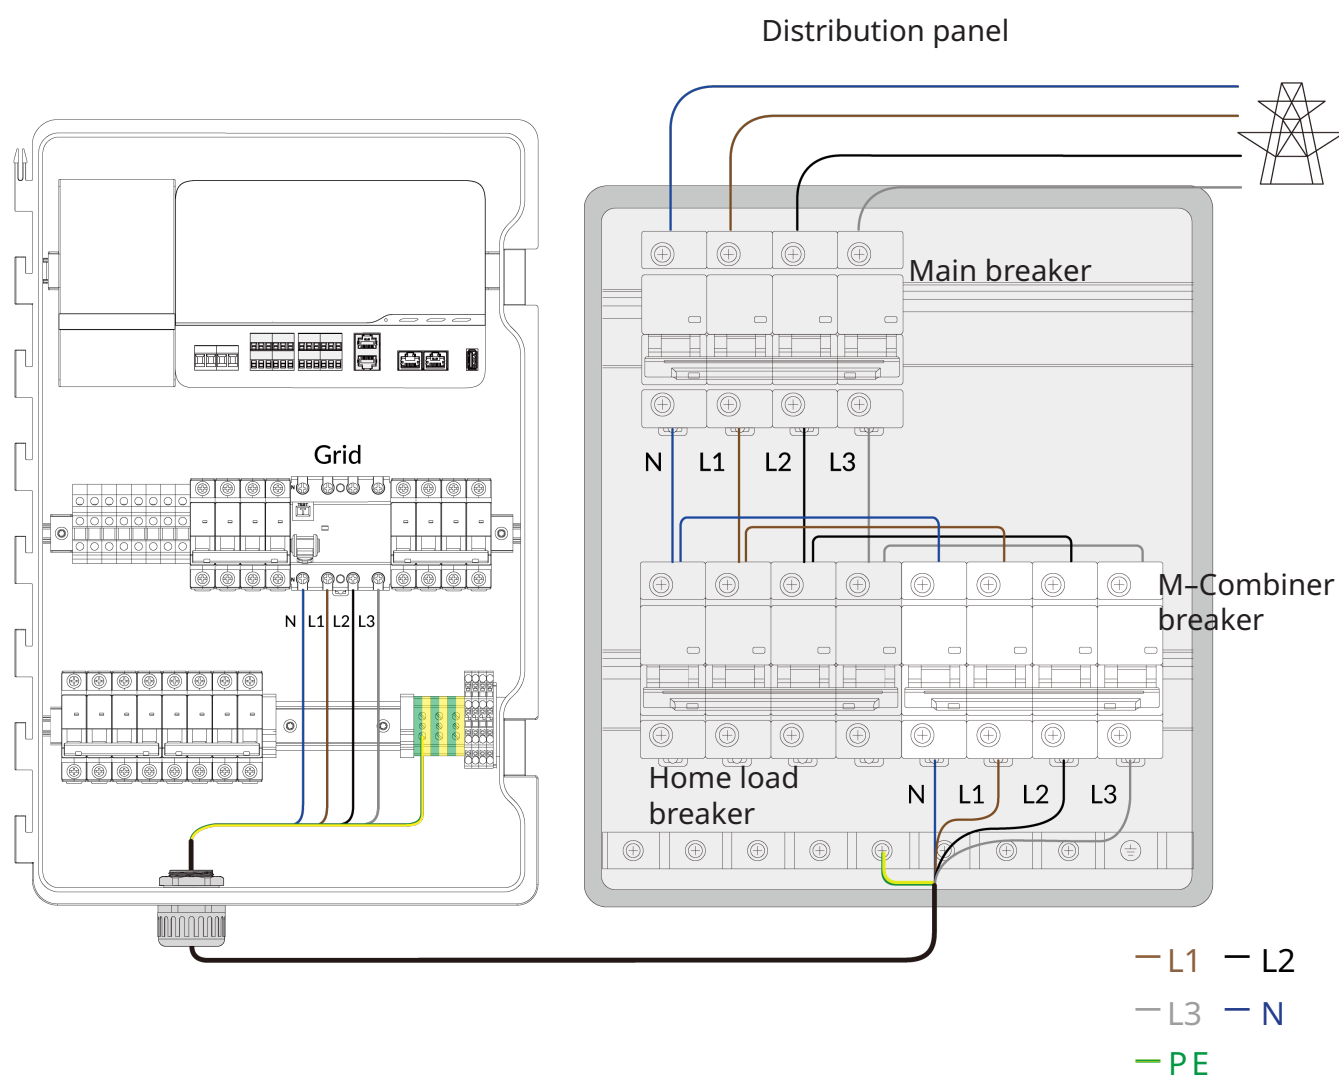 Distribution panel
Main breaker
Grid
N
TEST
N
N L1 L2 L3
N L1 L2 L3
M-Combiner
breaker
Home load
breaker
N L1 L2 L3
L1 L2
L3 N
PE